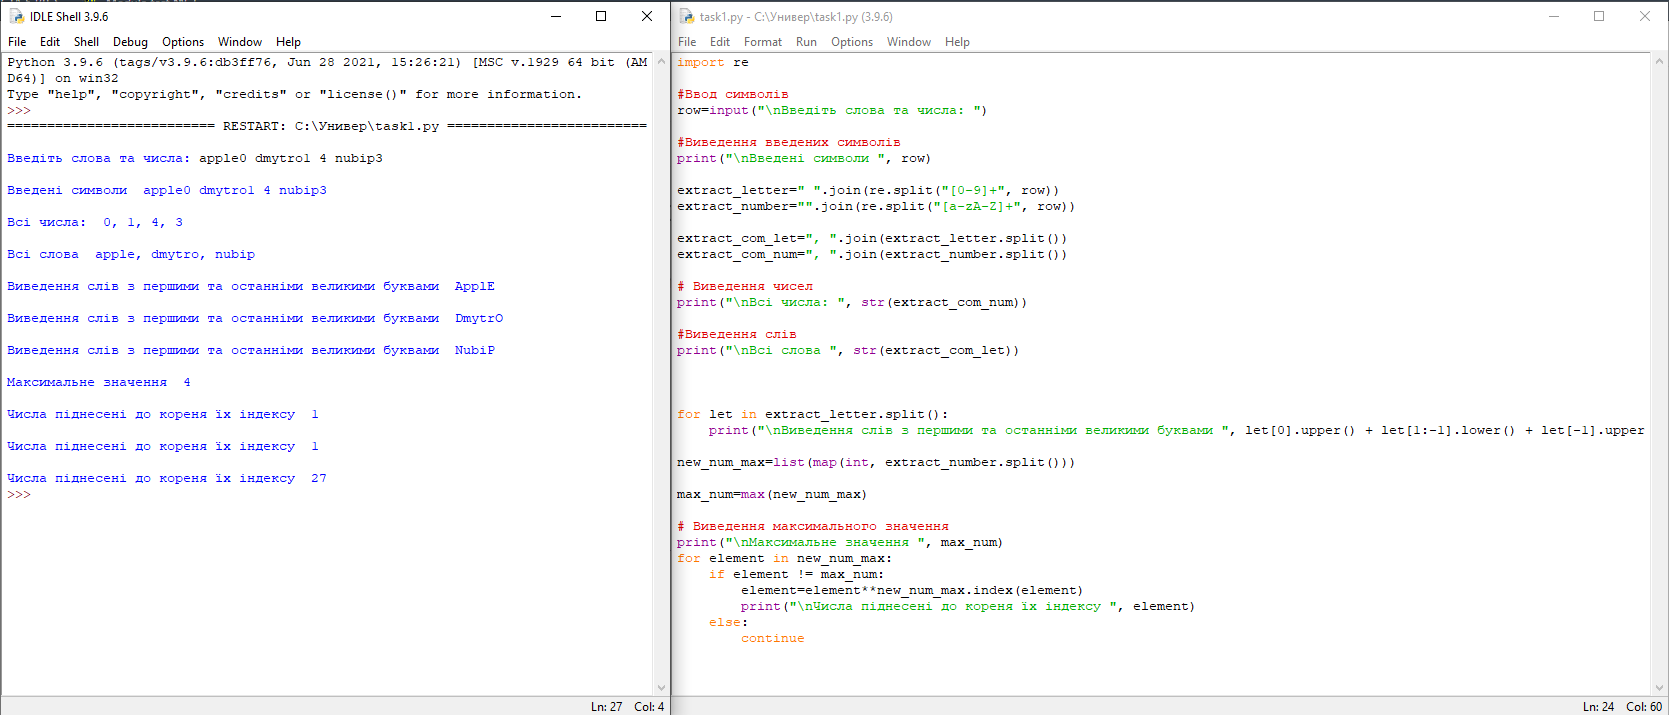 IDLE Shell 3.9.6
File Edit Shell Debug Options Window Help
Python 3.9.6 (tags/v3.9.6:db3ff76, Jun 28 2021, 15:26:21) [MSC v.1929 64 bit (AM
D64)] on win32
Type "help", "copyright", "credits" or "license()" for more information.
>>>
========================== RESTART: C:\Универ\task1.py =========================
Введіть слова та числа: apple0 dmytro1 4 nubip3
Введені символи  apple0 dmytro1 4 nubip3
Всі числа:  0, 1, 4, 3
Всі слова  apple, dmytro, nubip
Виведення слів з першими та останніми великими буквами  ApplE
Виведення слів з першими та останніми великими буквами  DmytrO
Виведення слів з першими та останніми великими буквами  NubiP
Максимальне значення  4
Числа піднесені до кореня їх індексу  1
Числа піднесені до кореня їх індексу  1
Числа піднесені до кореня їх індексу  27
>>>
Ln: 27 Col: 4
task1.py - C:\Универ\task1.py (3.9.6)
File Edit Format Run Options Window Help
import re
#Ввод символів
row=input("\nВведіть слова та числа: ")
#Виведення введених символів
print("\nВведені символи ", row)
extract_letter=" ".join(re.split("[0-9]+", row))
extract_number="".join(re.split("[a-zA-Z]+", row))
extract_com_let=", ".join(extract_letter.split())
extract_com_num=", ".join(extract_number.split())
# Виведення чисел
print("\nВсі числа: ", str(extract_com_num))
#Виведення слів
print("\nВсі слова ", str(extract_com_let))
for let in extract_letter.split():
    print("\nВиведення слів з першими та останніми великими буквами ", let[0].upper() + let[1:-1].lower() + let[-1].upper
new_num_max=list(map(int, extract_number.split()))
max_num=max(new_num_max)
# Виведення максимального значення
print("\nМаксимальне значення ", max_num)
for element in new_num_max:
    if element != max_num:
        element=element**new_num_max.index(element)
        print("\nЧисла піднесені до кореня їх індексу ", element)
    else:
        continue
Ln: 24 Col: 60